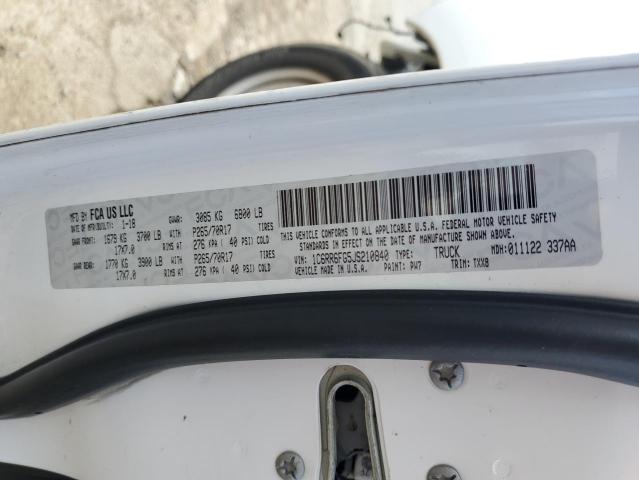 MFD BY FCA US LLC
DATE OF MFR(BUILT): 1-18 GVWR: 3085 KG 6800 LB
GAWR FRONT: 1679 KG 3700 LB WITH P265/70R17 TIRES
17X7.0 RIMS AT 276 KPA ( 40 PSI) COLD
GAWR REAR: 1770 KG 3900 LB WITH P265/70R17 TIRES
17X7.0 RIMS AT 276 KPA ( 40 PSI) COLD
THIS VEHICLE CONFORMS TO ALL APPLICABLE U.S.A. FEDERAL MOTOR VEHICLE SAFETY
STANDARDS IN EFFECT ON THE DATE OF MANUFACTURE SHOWN ABOVE.
VIN: 1C6RR6FG5JS210840 TYPE: TRUCK MDH: 011122 337AA
MADE IN U.S.A. PAINT: PW7 TRIM: TXX8